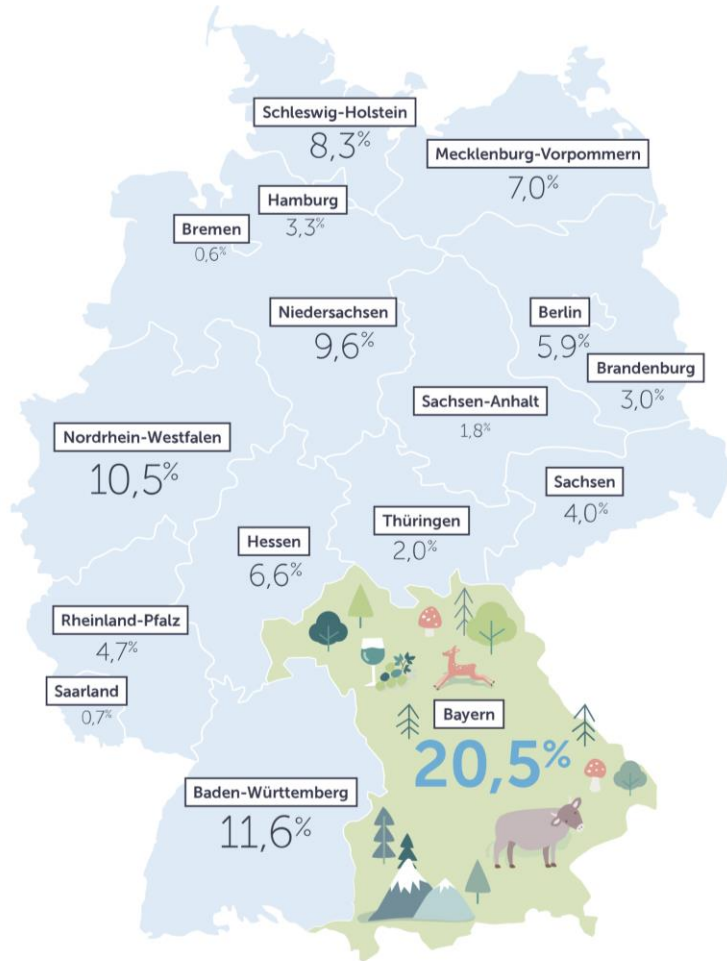 Schleswig-Holstein
8,3%
Mecklenburg-Vorpommern
7,0%
Hamburg
3,3%
Bremen
0,6%
Niedersachsen
9,6%
Berlin
5,9%
Brandenburg
3,0%
Sachsen-Anhalt
1,8%
Nordrhein-Westfalen
10,5%
Sachsen
4,0%
Thüringen
2,0%
Hessen
6,6%
Rheinland-Pfalz
4,7%
Saarland
0,7%
Bayern
20,5%
Baden-Württemberg
11,6%